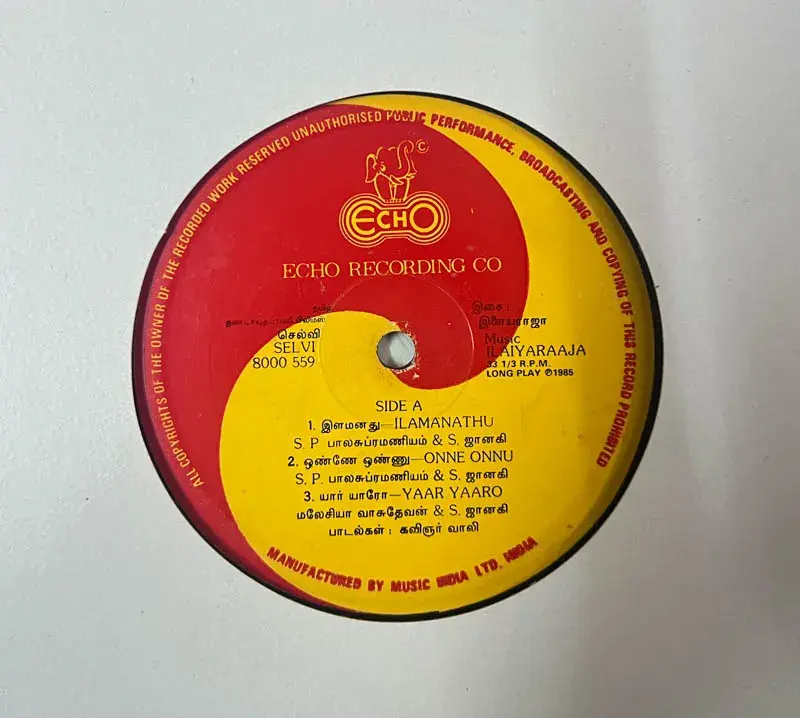 ALL COPYRIGHTS OF THE OWNER OF THE RECORDED WORK RESERVED UNAUTHORISED PUBLIC PERFORMANCE, BROADCASTING AND COPYING OF THIS RECORD PROHIBITED
©
ECHO
ECHO RECORDING CO
தமிழ்
செல்வி
SELVI
8000 559
இசை :
இளையராஜா
Music
ILAIYARAAJA
33 1/3 R.P.M.
LONG PLAY ℗1985
SIDE A
1. இளமனது—ILAMANATHU
S. P. பாலசுப்ரமணியம் & S. ஜானகி
2. ஒண்ணே ஒண்ணு—ONNE ONNU
S. P. பாலசுப்ரமணியம் & S. ஜானகி
3. யார் யாரோ—YAAR YAARO
மலேசியா வாசுதேவன் & S. ஜானகி
பாடல்கள் : கவிஞர் வாலி
MANUFACTURED BY MUSIC INDIA LTD. INDIA